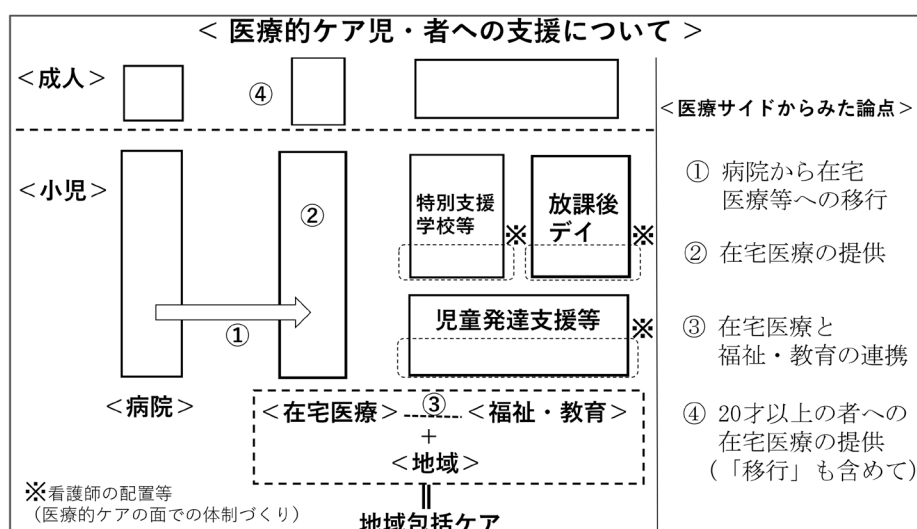 < 医療的ケア児・者への支援について >
<成人>
④
<小児>
②
特別支援
学校等
※
放課後
デイ
※
①
児童発達支援等
※
<病院>
<在宅医療>
③
<福祉・教育>
+
<地域>
地域包括ケア
※看護師の配置等
(医療的ケアの面での体制づくり)
<医療サイドからみた論点>
① 病院から在宅
医療等への移行
② 在宅医療の提供
③ 在宅医療と
福祉・教育の連携
④ 20才以上の者への
在宅医療の提供
(「移行」も含めて)